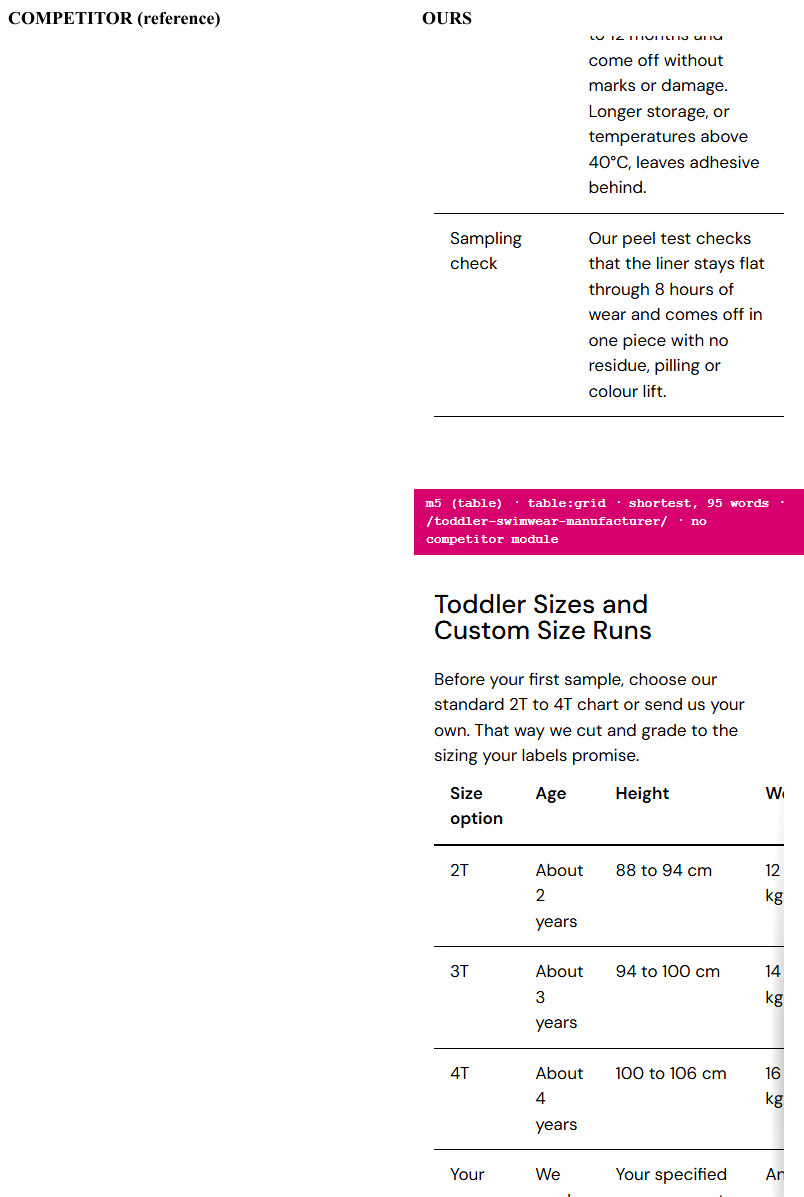 COMPETITOR (reference)
OURS
to 12 months and
come off without
marks or damage.
Longer storage, or
temperatures above
40°C, leaves adhesive
behind.
Sampling
check
Our peel test checks
that the liner stays flat
through 8 hours of
wear and comes off in
one piece with no
residue, pilling or
colour lift.
m5 (table) · table:grid · shortest, 95 words ·
/toddler-swimwear-manufacturer/ · no
competitor module
Toddler Sizes and
Custom Size Runs
Before your first sample, choose our
standard 2T to 4T chart or send us your
own. That way we cut and grade to the
sizing your labels promise.
Size
option
Age
Height
2T
About
2
years
88 to 94 cm
12
kg
3T
About
3
years
94 to 100 cm
14
kg
4T
About
4
years
100 to 106 cm
16
kg
Your
We
Your specified